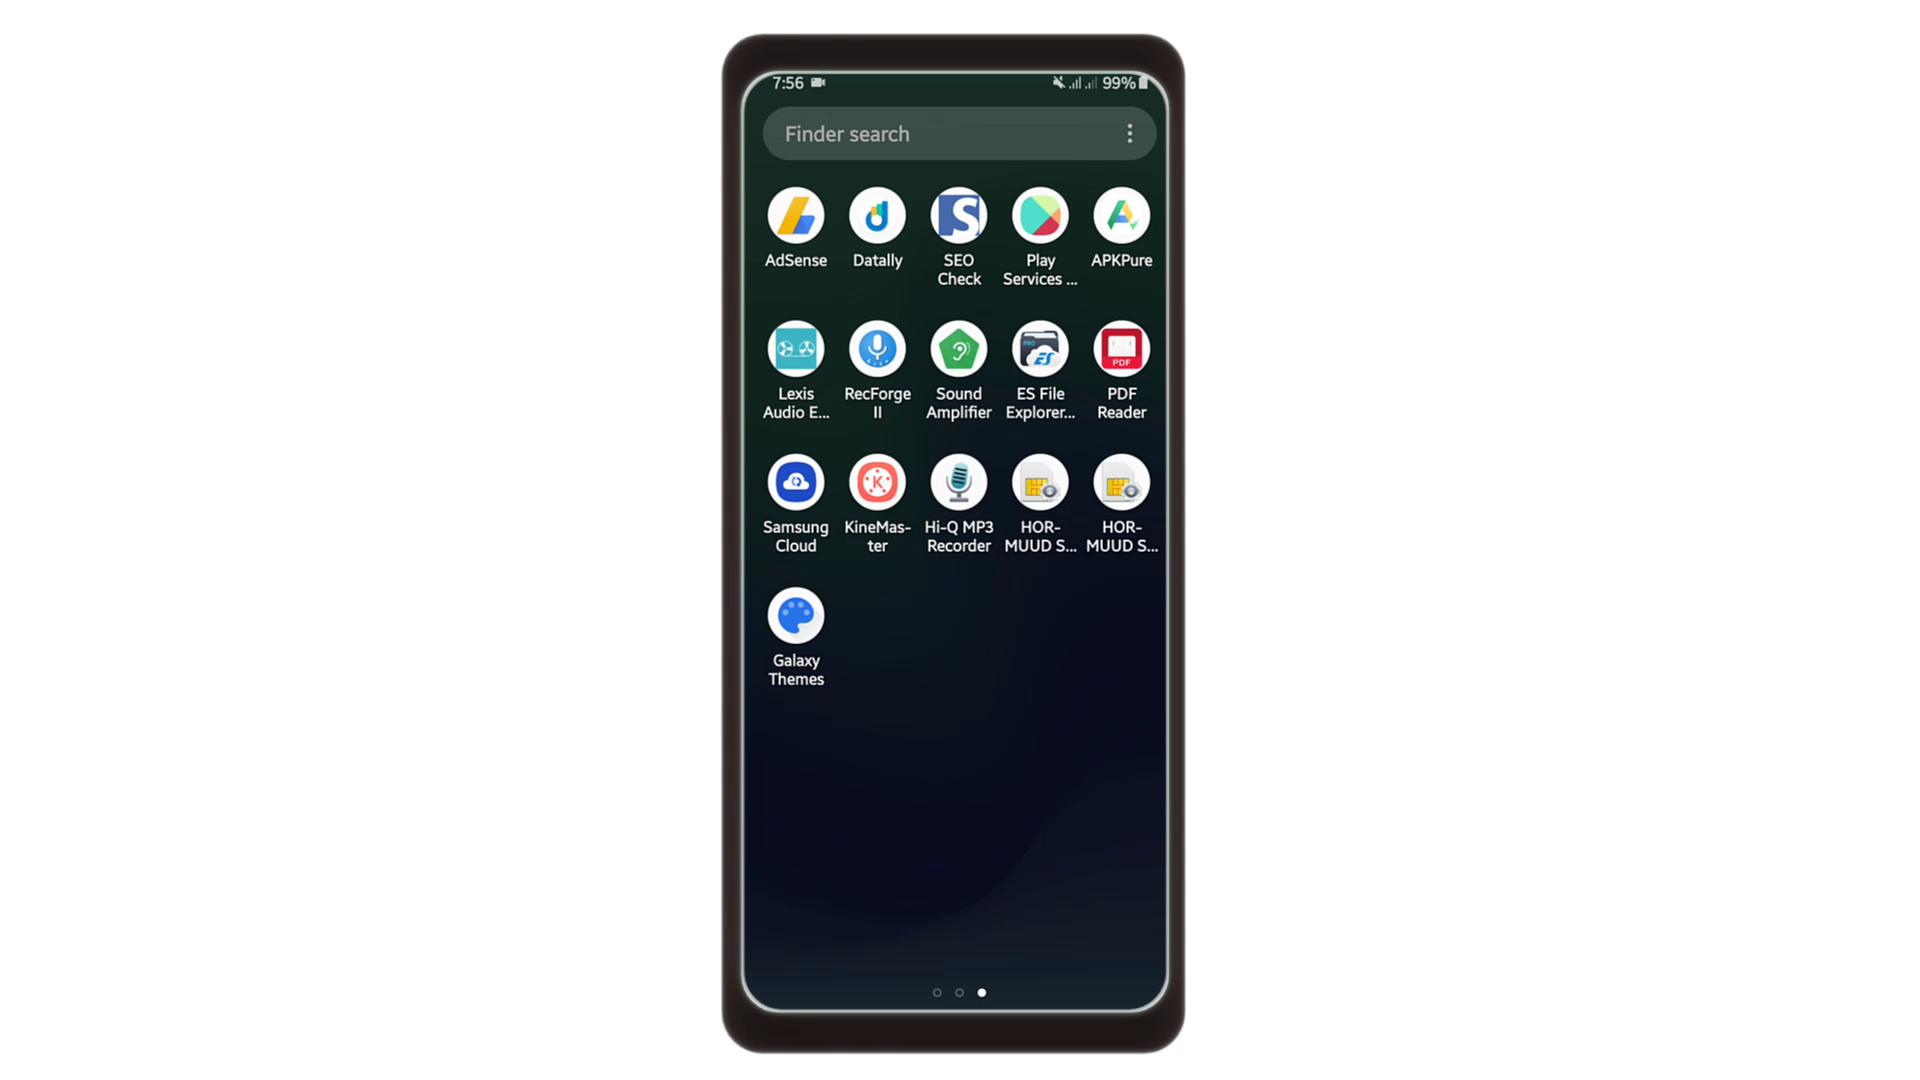 7:56 99%
Finder search
AdSense Datally SEO Check Play Services ... APKPure
Lexis Audio E... RecForge II Sound Amplifier ES File Explorer... PDF Reader
Samsung Cloud KineMas-ter Hi-Q MP3 Recorder HOR-MUUD S... HOR-MUUD S...
Galaxy Themes